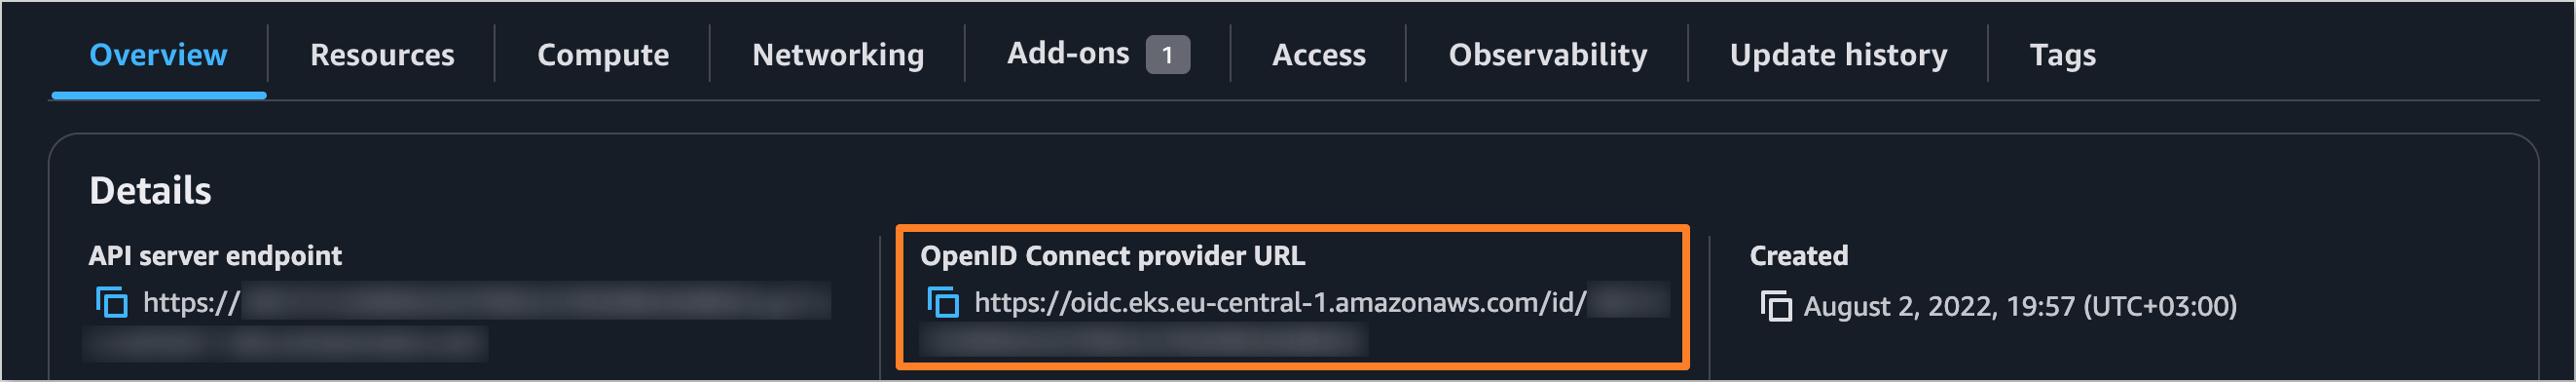 Overview Resources Compute Networking Add-ons 1 Access Observability Update history Tags
Details
API server endpoint
https://
OpenID Connect provider URL
https://oidc.eks.eu-central-1.amazonaws.com/id/
Created
August 2, 2022, 19:57 (UTC+03:00)